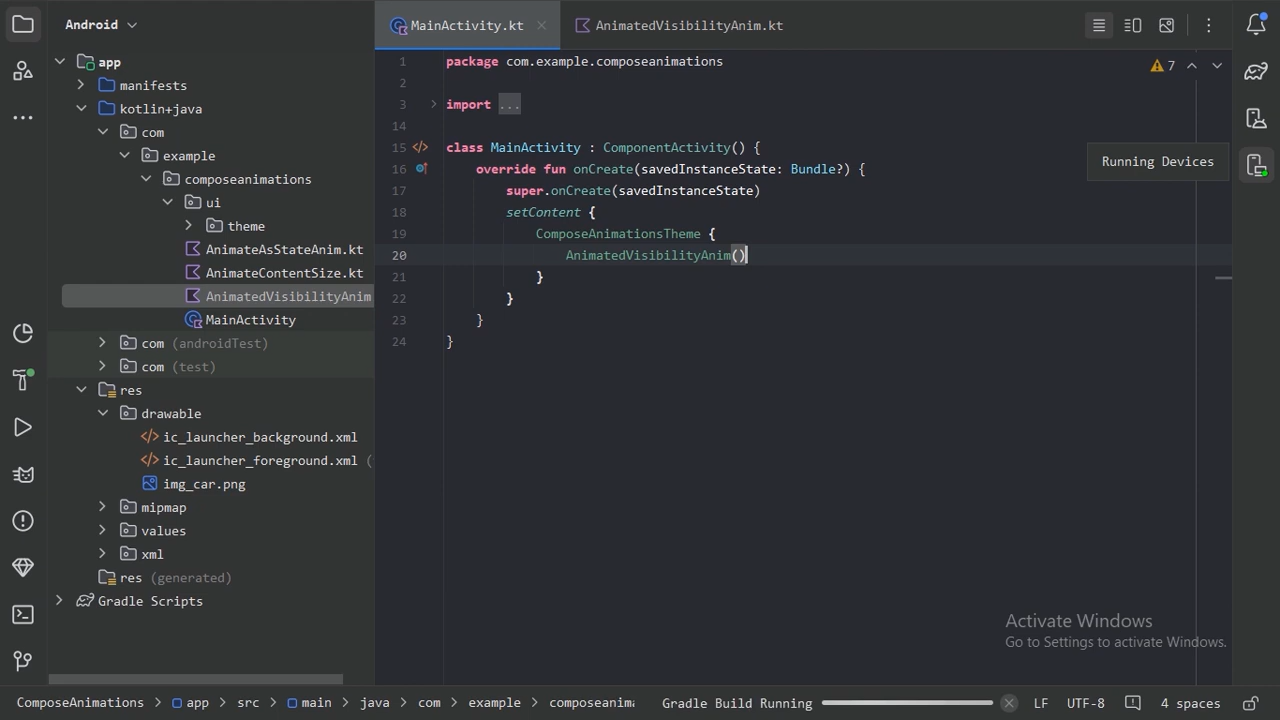 Android
MainActivity.kt
AnimatedVisibilityAnim.kt
app
manifests
kotlin+java
com
example
composeanimations
ui
theme
AnimateAsStateAnim.kt
AnimateContentSize.kt
AnimatedVisibilityAnim
MainActivity
com (androidTest)
com (test)
res
drawable
ic_launcher_background.xml
ic_launcher_foreground.xml (
img_car.png
mipmap
values
xml
res (generated)
Gradle Scripts
1 package com.example.composeanimations
2
3 import ...
14
15 class MainActivity : ComponentActivity() {
16 override fun onCreate(savedInstanceState: Bundle?) {
17 super.onCreate(savedInstanceState)
18 setContent {
19 ComposeAnimationsTheme {
20 AnimatedVisibilityAnim()
21 }
22 }
23 }
24 }
7
Running Devices
Activate Windows
Go to Settings to activate Windows.
ComposeAnimations > app > src > main > java > com > example > composeanima
Gradle Build Running
LF
UTF-8
4 spaces